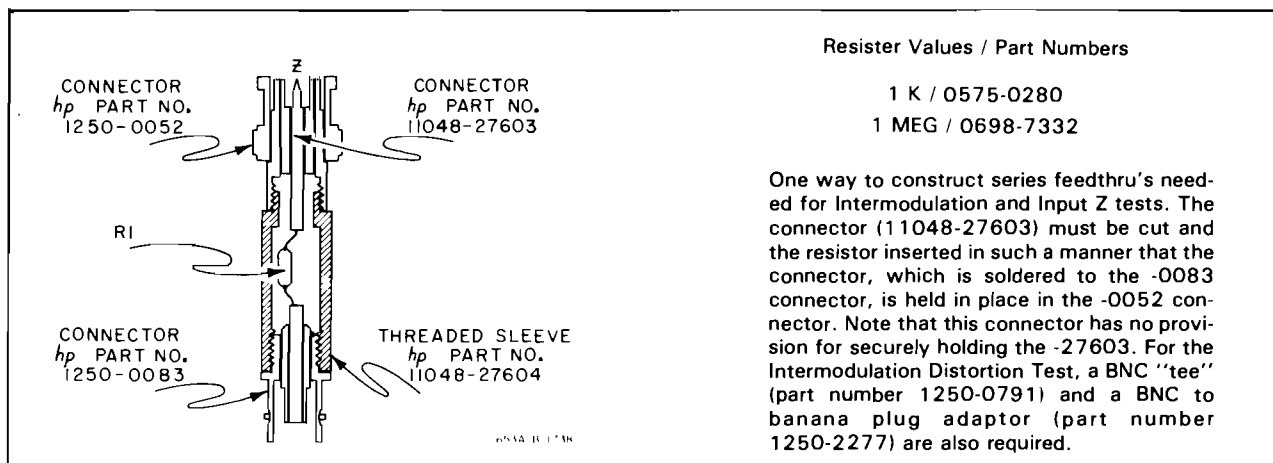 Z
CONNECTOR
hp PART NO.
1250-0052
CONNECTOR
hp PART NO.
11048-27603
R1
CONNECTOR
hp PART NO.
1250-0083
THREADED SLEEVE
hp PART NO.
11048-27604
Resister Values / Part Numbers
1 K / 0575-0280
1 MEG / 0698-7332
One way to construct series feedthru's need-
ed for Intermodulation and Input Z tests. The
connector (11048-27603) must be cut and
the resistor inserted in such a manner that the
connector, which is soldered to the -0083
connector, is held in place in the -0052 con-
nector. Note that this connector has no provi-
sion for securely holding the -27603. For the
Intermodulation Distortion Test, a BNC "tee"
(part number 1250-0791) and a BNC to
banana plug adaptor (part number
1250-2277) are also required.